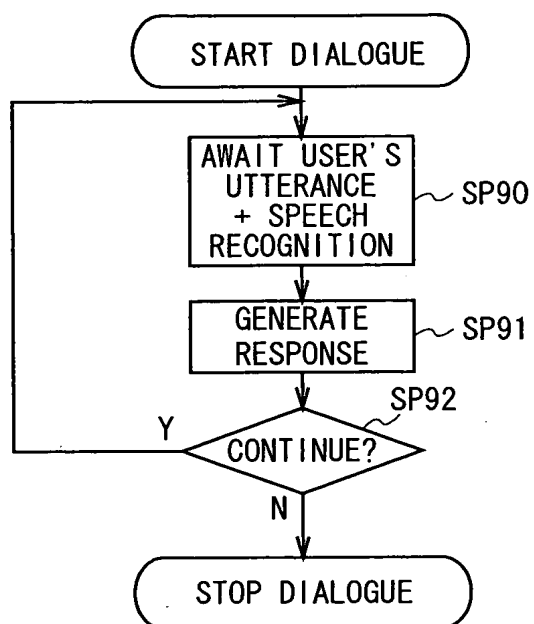 START DIALOGUE
AWAIT USER'S
UTTERANCE
+ SPEECH
RECOGNITION
SP90
GENERATE
RESPONSE
SP91
SP92
Y
CONTINUE?
N
STOP DIALOGUE